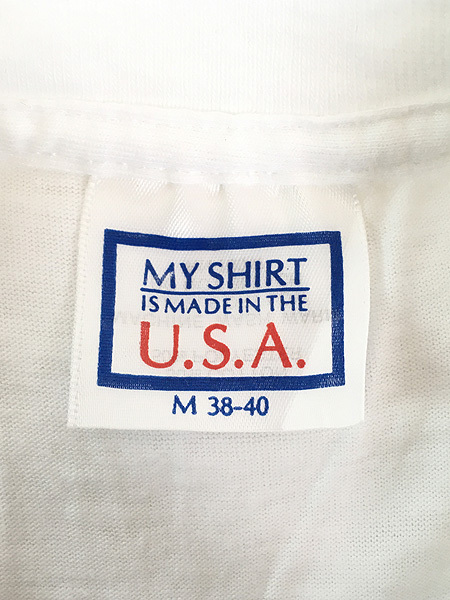 MY SHIRT
IS MADE IN THE
U.S.A.
M 38-40